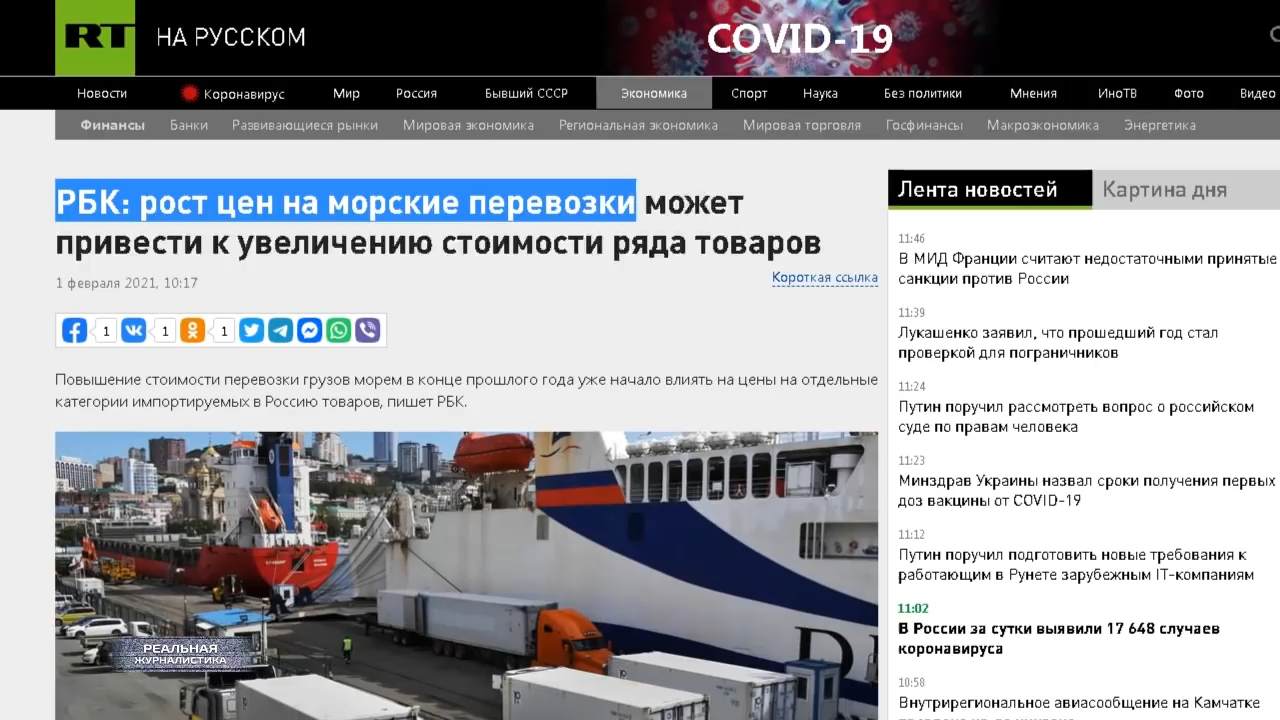 RT НА РУССКОМ
COVID-19
Новости Коронавирус Мир Россия Бывший СССР Экономика Спорт Наука Без политики Мнения ИноТВ Фото Видео
Финансы Банки Развивающиеся рынки Мировая экономика Региональная экономика Мировая торговля Госфинансы Макроэкономика Энергетика
РБК: рост цен на морские перевозки может
привести к увеличению стоимости ряда товаров
1 февраля 2021, 10:17
Короткая ссылка
1 1 1
Повышение стоимости перевозки грузов морем в конце прошлого года уже начало влиять на цены на отдельные
категории импортируемых в Россию товаров, пишет РБК.
РЕАЛЬНАЯ
ЖУРНАЛИСТИКА
Лента новостей Картина дня
11:46
В МИД Франции считают недостаточными принятые
санкции против России
11:39
Лукашенко заявил, что прошедший год стал
проверкой для пограничников
11:24
Путин поручил рассмотреть вопрос о российском
суде по правам человека
11:23
Минздрав Украины назвал сроки получения первых
доз вакцины от COVID-19
11:12
Путин поручил подготовить новые требования к
работающим в Рунете зарубежным IT-компаниям
11:02
В России за сутки выявили 17 648 случаев
коронавируса
10:58
Внутрирегиональное авиасообщение на Камчатке